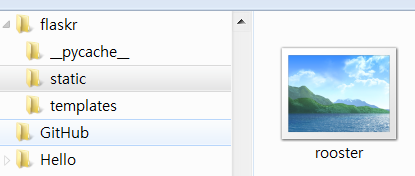 flaskr
__pycache__
static
templates
GitHub
Hello
rooster